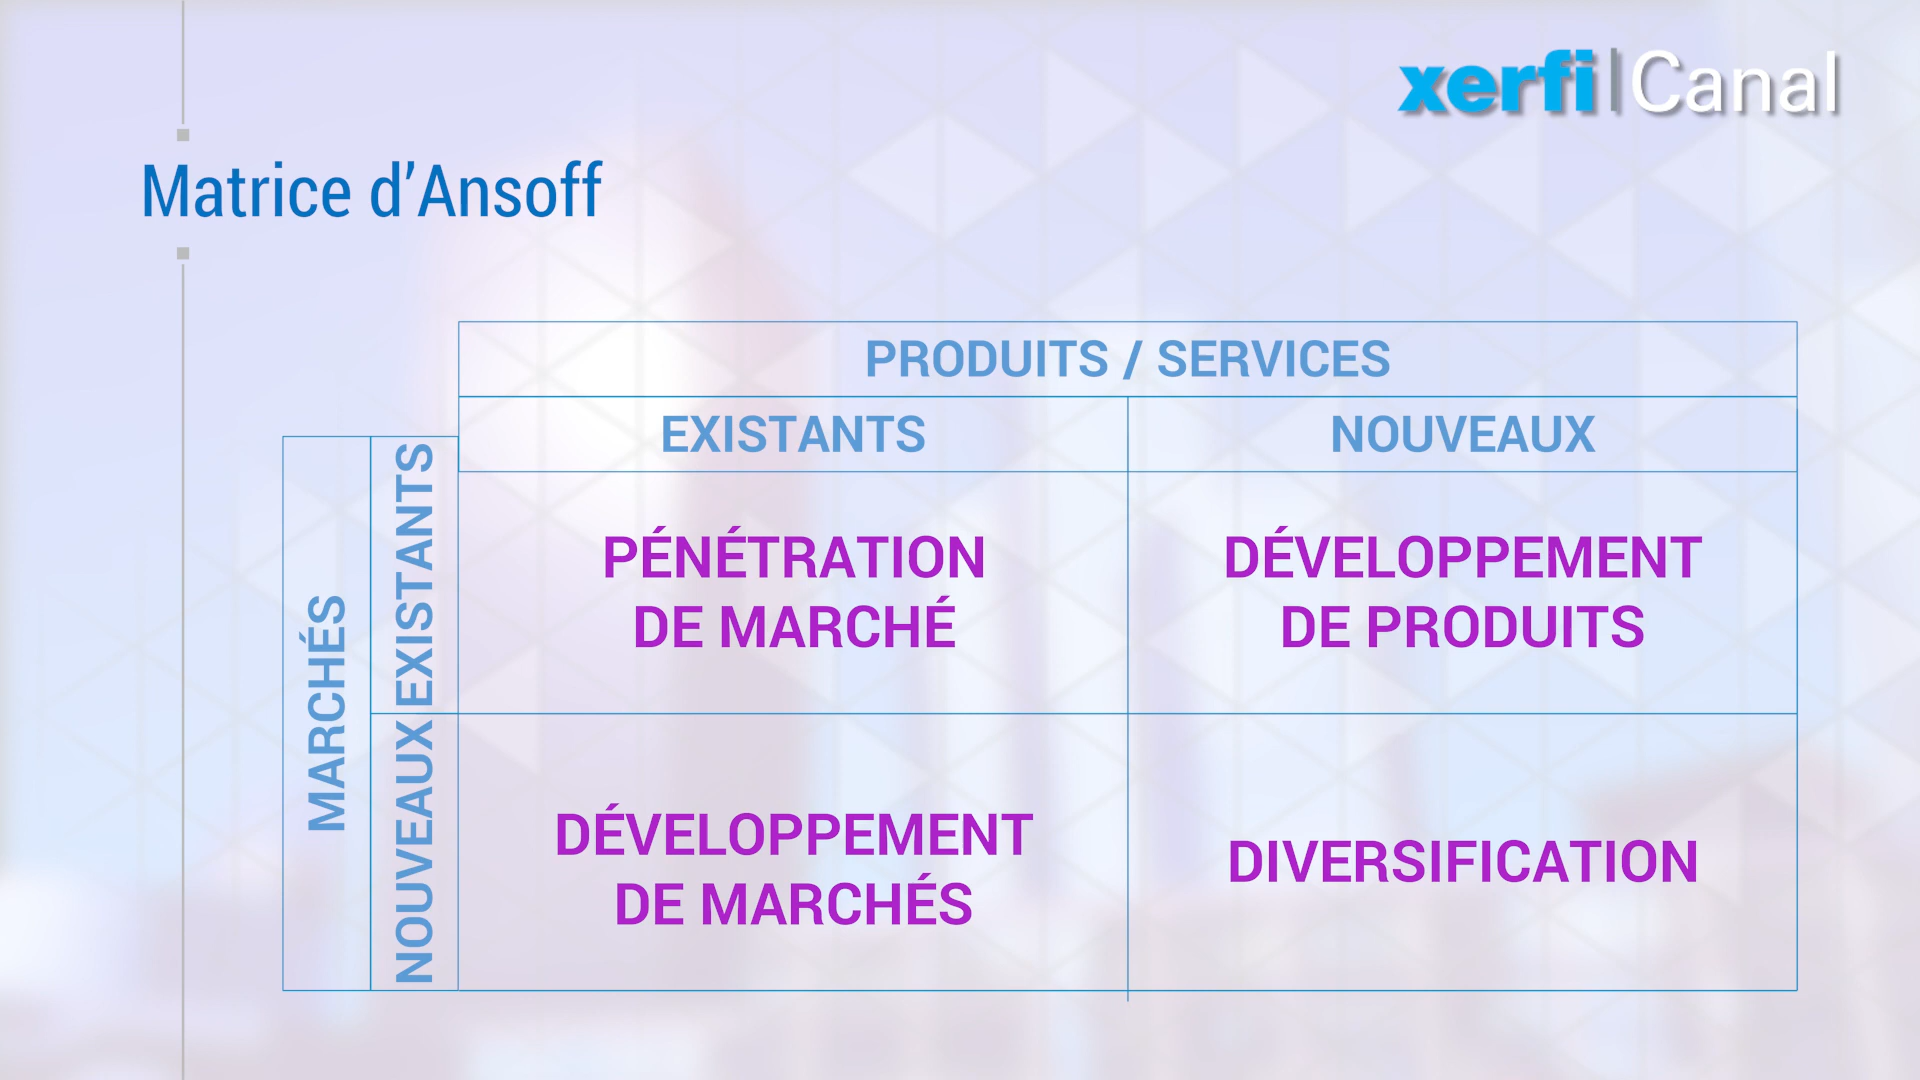 xerfi | Canal
Matrice d’Ansoff
PRODUITS / SERVICES
EXISTANTS
NOUVEAUX
MARCHÉS
EXISTANTS
PÉNÉTRATION
DE MARCHÉ
DÉVELOPPEMENT
DE PRODUITS
NOUVEAUX
DÉVELOPPEMENT
DE MARCHÉS
DIVERSIFICATION